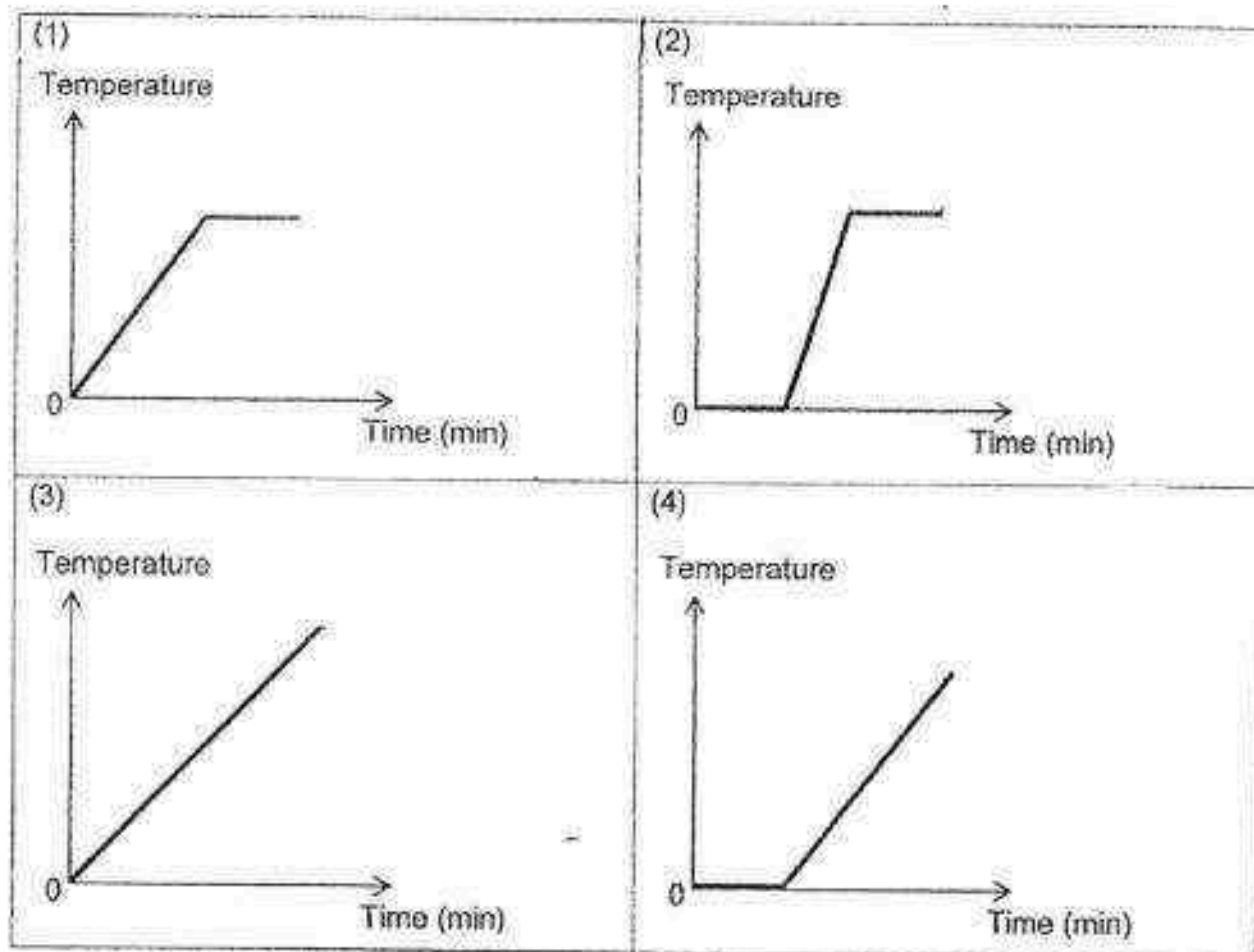 (1)
Temperature
0
Time (min)
(2)
Temperature
0
Time (min)
(3)
Temperature
0
Time (min)
(4)
Temperature
0
Time (min)